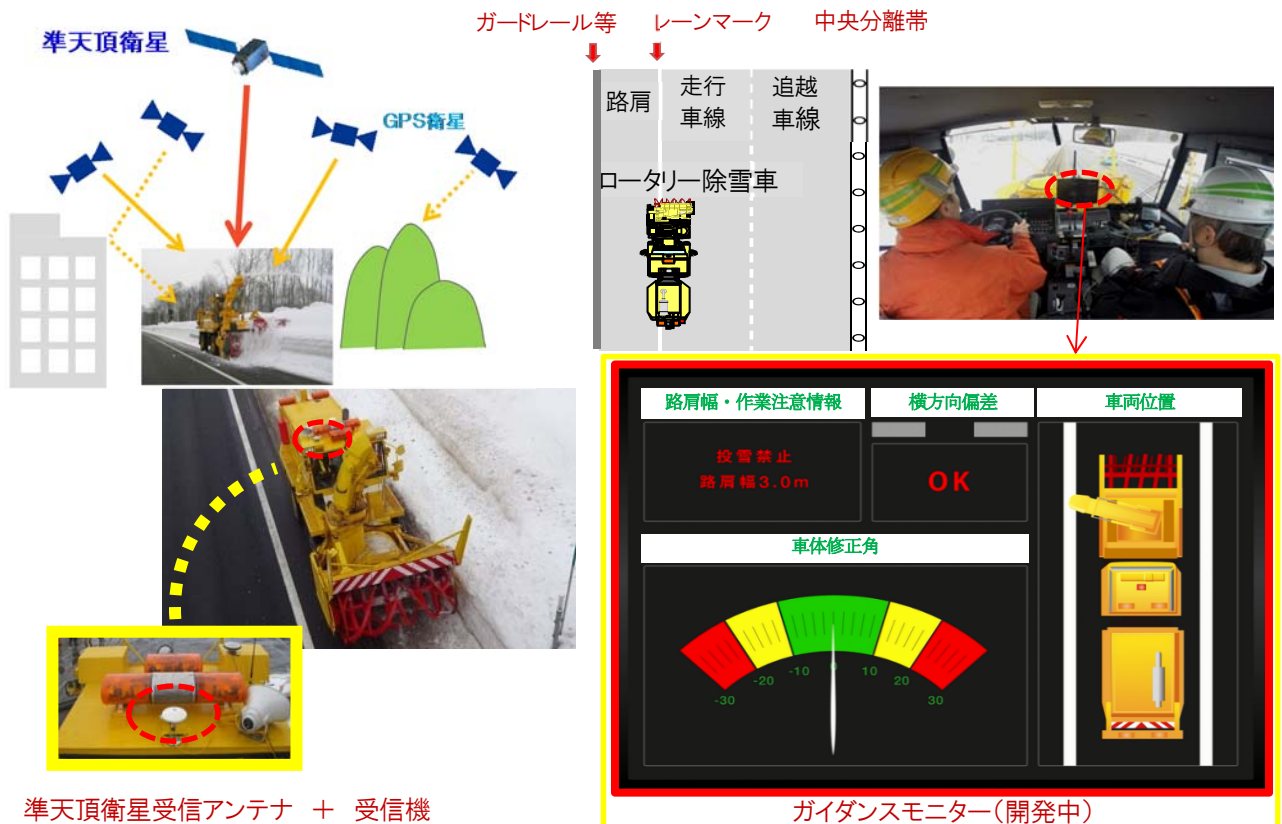 準天頂衛星
GPS衛星
準天頂衛星受信アンテナ ＋ 受信機
ガードレール等 レーンマーク 中央分離帯
路肩
走行
車線
追越
車線
ロータリー除雪車
路肩幅・作業注意情報
投雪禁止
路肩幅3.0m
横方向偏差
OK
車両位置
車体修正角
-30 -20 -10 0 10 20 30
ガイダンスモニター（開発中）